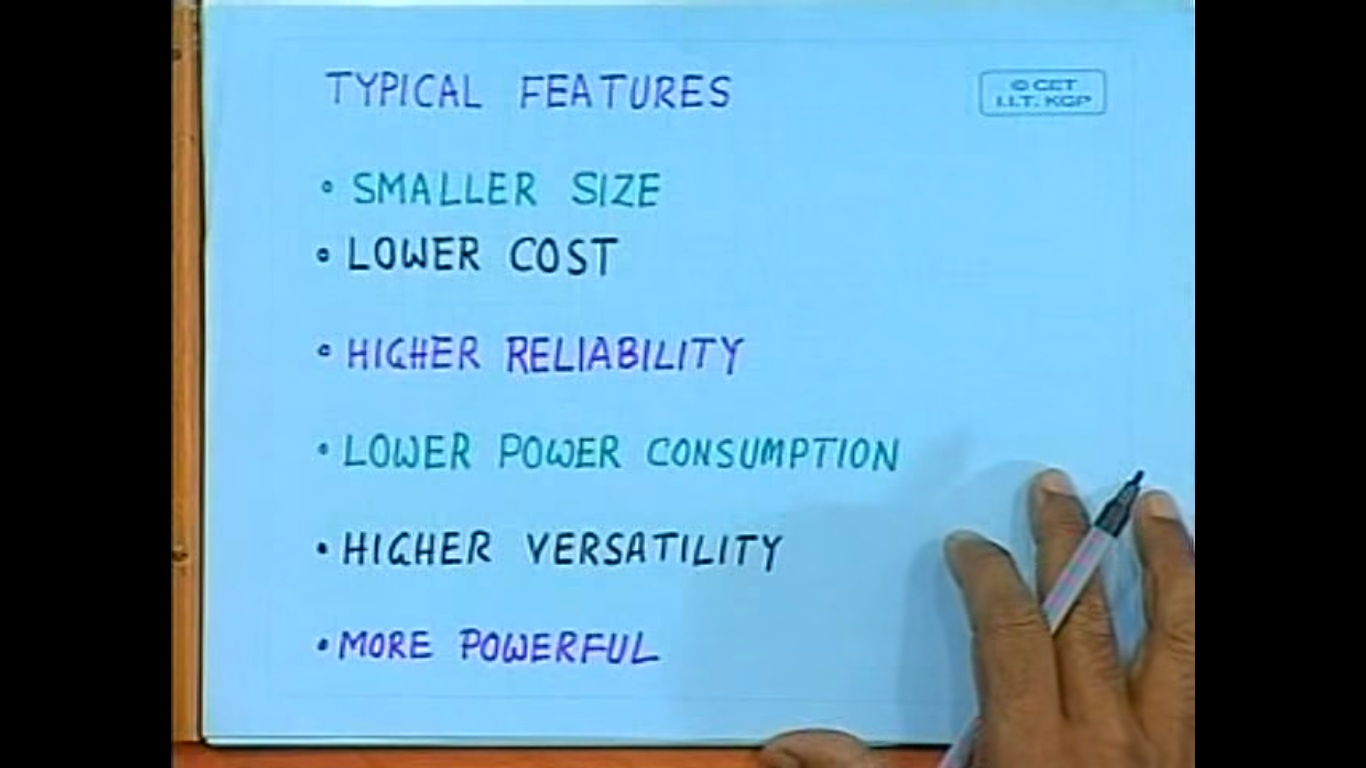 TYPICAL FEATURES
© CET
I.I.T. KGP
• SMALLER SIZE
• LOWER COST
• HIGHER RELIABILITY
• LOWER POWER CONSUMPTION
• HIGHER VERSATILITY
• MORE POWERFUL